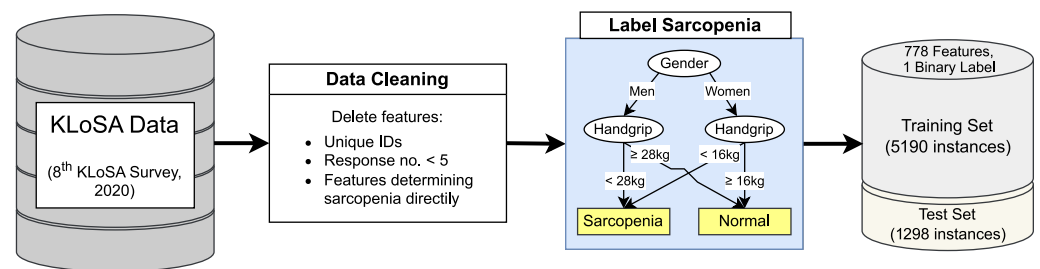 KLoSA Data
(8th KLoSA Survey,
2020)
Data Cleaning
Delete features:
• Unique IDs
• Response no. < 5
• Features determining
sarcopenia directily
Label Sarcopenia
Gender
Men
Women
Handgrip
Handgrip
≥ 28kg
< 16kg
< 28kg
≥ 16kg
Sarcopenia
Normal
778 Features,
1 Binary Label
Training Set
(5190 instances)
Test Set
(1298 instances)